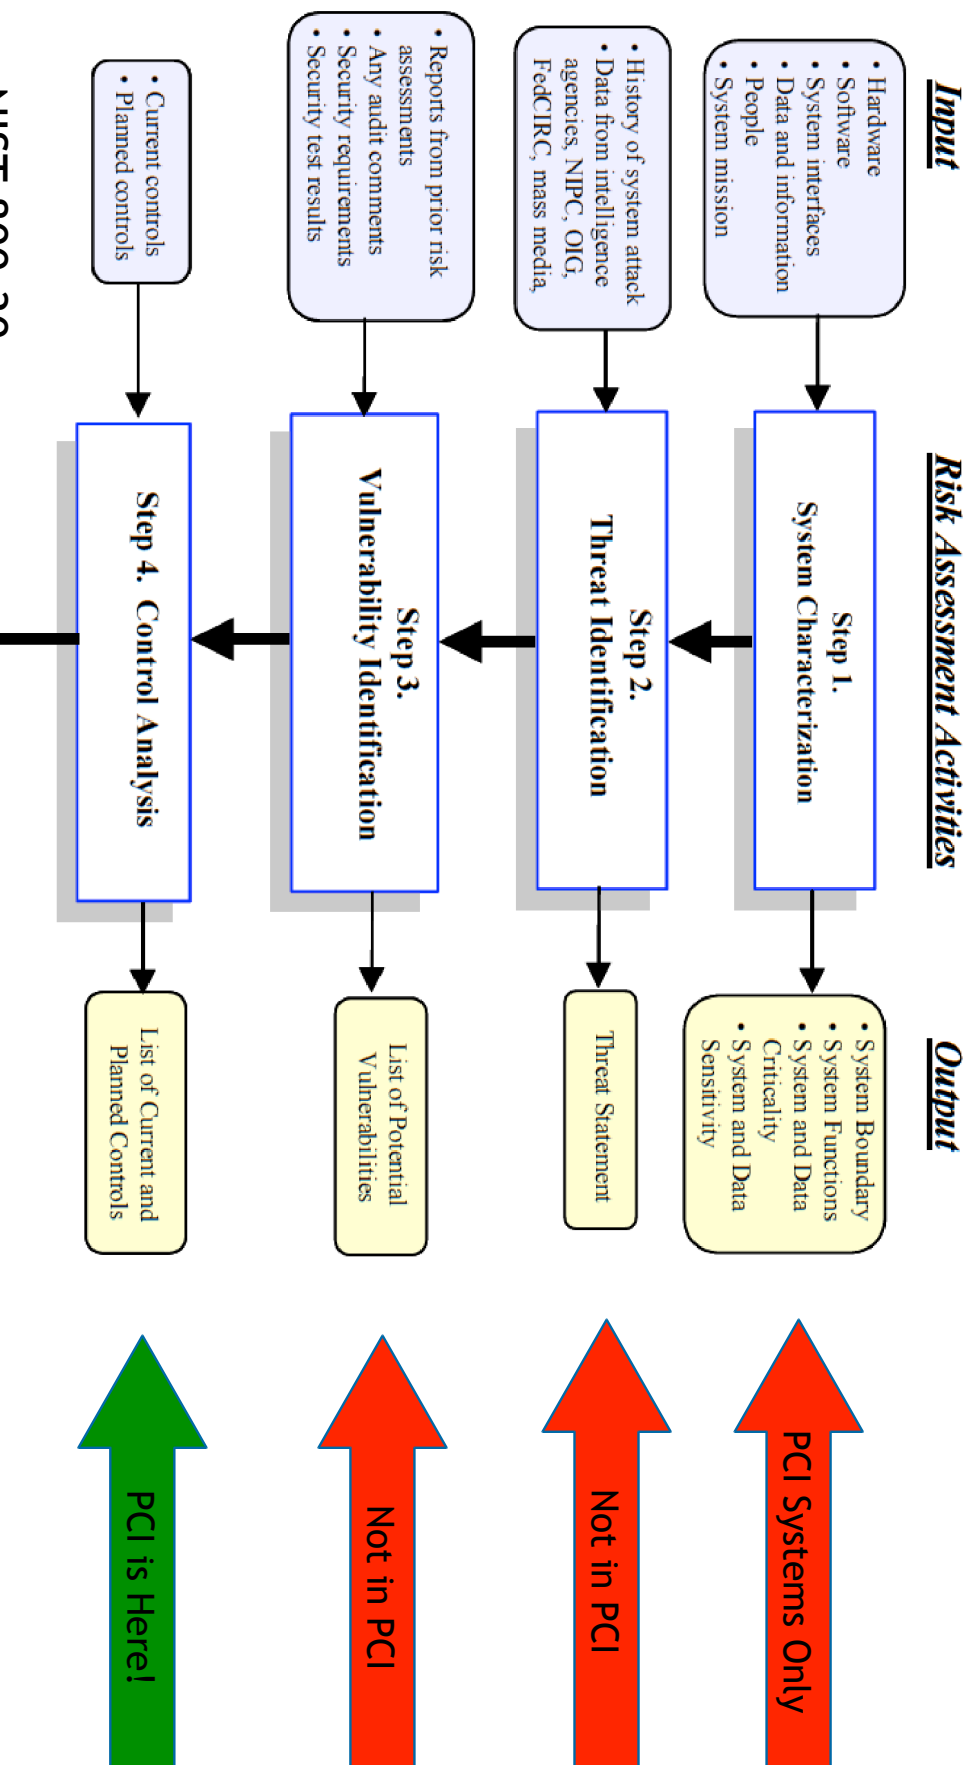 Input
Risk Assessment Activities
Output
• Hardware
• Software
• System interfaces
• Data and information
• People
• System mission
Step 1.
System Characterization
• System Boundary
• System Functions
• System and Data
Criticality
• System and Data
Sensitivity
PCI Systems Only
• History of system attack
• Data from intelligence
agencies, NIPC, OIG,
FedCIRC, mass media,
Step 2.
Threat Identification
Threat Statement
Not in PCI
• Reports from prior risk
assessments
• Any audit comments
• Security requirements
• Security test results
Step 3.
Vulnerability Identification
List of Potential
Vulnerabilities
Not in PCI
• Current controls
• Planned controls
Step 4. Control Analysis
List of Current and
Planned Controls
PCI is Here!